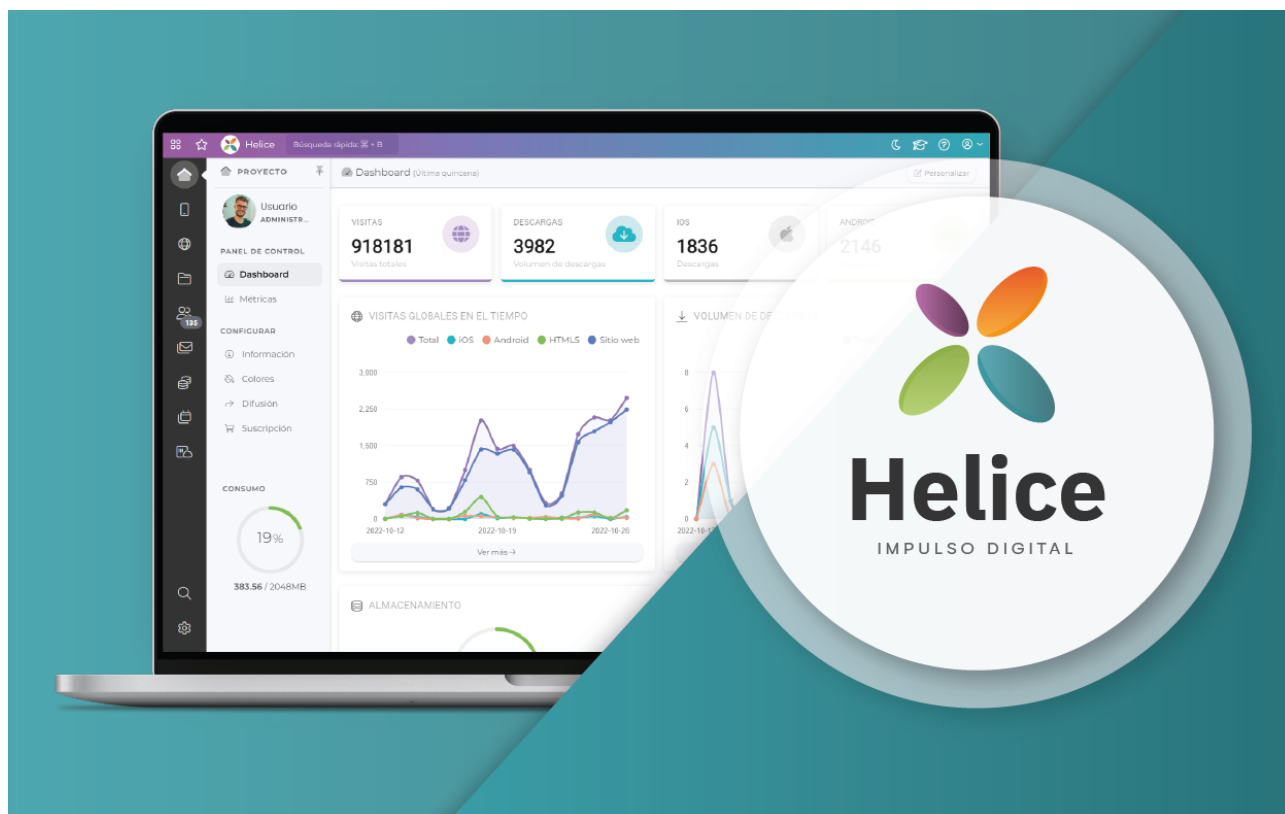 Helice
Búsqueda rápida: ⌘ + B
PROYECTO
Dashboard (Última quincena)
Personalizar
Usuario
ADMINISTR...
PANEL DE CONTROL
Dashboard
Métricas
135
CONFIGURAR
Información
Colores
Difusión
Suscripción
CONSUMO
19%
383.56 / 2048MB
VISITAS
918181
Visitas totales
DESCARGAS
3982
Volumen de descargas
IOS
1836
Descargas
ANDROID
2146
VISITAS GLOBALES EN EL TIEMPO
Total iOS Android HTML5 Sitio web
3,000
2,250
1,500
750
0
2022-10-12 2022-10-19 2022-10-26
Ver más →
VOLUMEN DE
8
6
4
2
0
ALMACENAMIENTO
Helice
IMPULSO DIGITAL